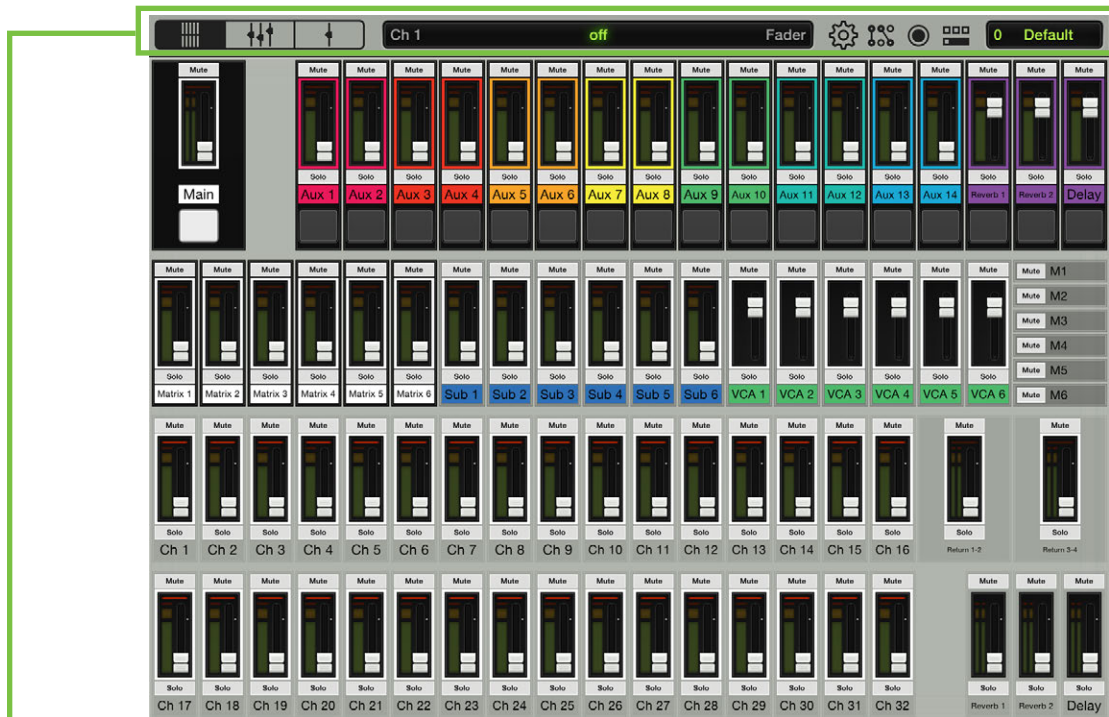 Ch 1 off Fader 0 Default
Mute Mute Mute Mute Mute Mute Mute Mute Mute Mute Mute Mute Mute Mute Mute Mute Mute Mute
Solo Solo Solo Solo Solo Solo Solo Solo Solo Solo Solo Solo Solo Solo Solo Solo Solo
Main Aux 1 Aux 2 Aux 3 Aux 4 Aux 5 Aux 6 Aux 7 Aux 8 Aux 9 Aux 10 Aux 11 Aux 12 Aux 13 Aux 14 Reverb 1 Reverb 2 Delay
Mute Mute Mute Mute Mute Mute Mute Mute Mute Mute Mute Mute Mute Mute Mute Mute Mute Mute Mute M1
Mute M2
Mute M3
Mute M4
Solo Solo Solo Solo Solo Solo Solo Solo Solo Solo Solo Solo Solo Solo Solo Solo Solo Solo Mute M5
Matrix 1 Matrix 2 Matrix 3 Matrix 4 Matrix 5 Matrix 6 Sub 1 Sub 2 Sub 3 Sub 4 Sub 5 Sub 6 VCA 1 VCA 2 VCA 3 VCA 4 VCA 5 VCA 6 Mute M6
Mute Mute Mute Mute Mute Mute Mute Mute Mute Mute Mute Mute Mute Mute Mute Mute Mute Mute
Solo Solo Solo Solo Solo Solo Solo Solo Solo Solo Solo Solo Solo Solo Solo Solo Solo Solo
Ch 1 Ch 2 Ch 3 Ch 4 Ch 5 Ch 6 Ch 7 Ch 8 Ch 9 Ch 10 Ch 11 Ch 12 Ch 13 Ch 14 Ch 15 Ch 16 Return 1-2 Return 3-4
Mute Mute Mute Mute Mute Mute Mute Mute Mute Mute Mute Mute Mute Mute Mute Mute Mute Mute Mute
Solo Solo Solo Solo Solo Solo Solo Solo Solo Solo Solo Solo Solo Solo Solo Solo Solo Solo Solo
Ch 17 Ch 18 Ch 19 Ch 20 Ch 21 Ch 22 Ch 23 Ch 24 Ch 25 Ch 26 Ch 27 Ch 28 Ch 29 Ch 30 Ch 31 Ch 32 Reverb 1 Reverb 2 Delay